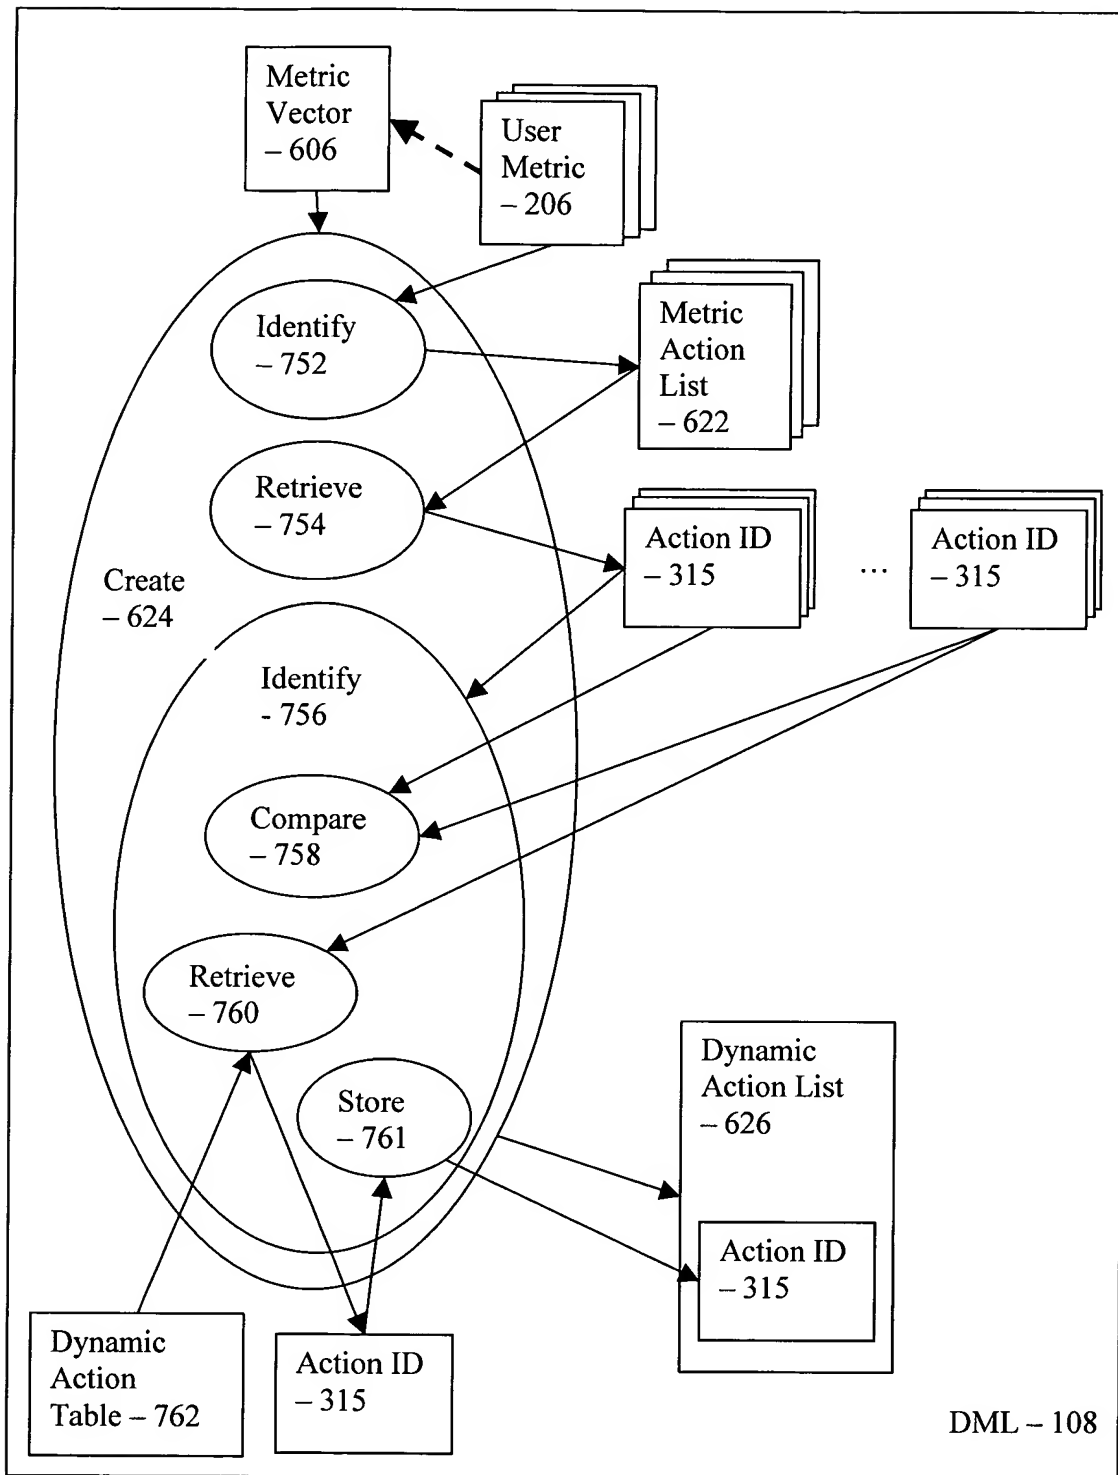 Metric
Vector
– 606
User
Metric
– 206
Identify
– 752
Metric
Action
List
– 622
Retrieve
– 754
Action ID
– 315
...
Action ID
– 315
Create
– 624
Identify
- 756
Compare
– 758
Retrieve
– 760
Store
– 761
Dynamic
Action List
– 626
Action ID
– 315
Dynamic
Action
Table – 762
Action ID
– 315
DML – 108